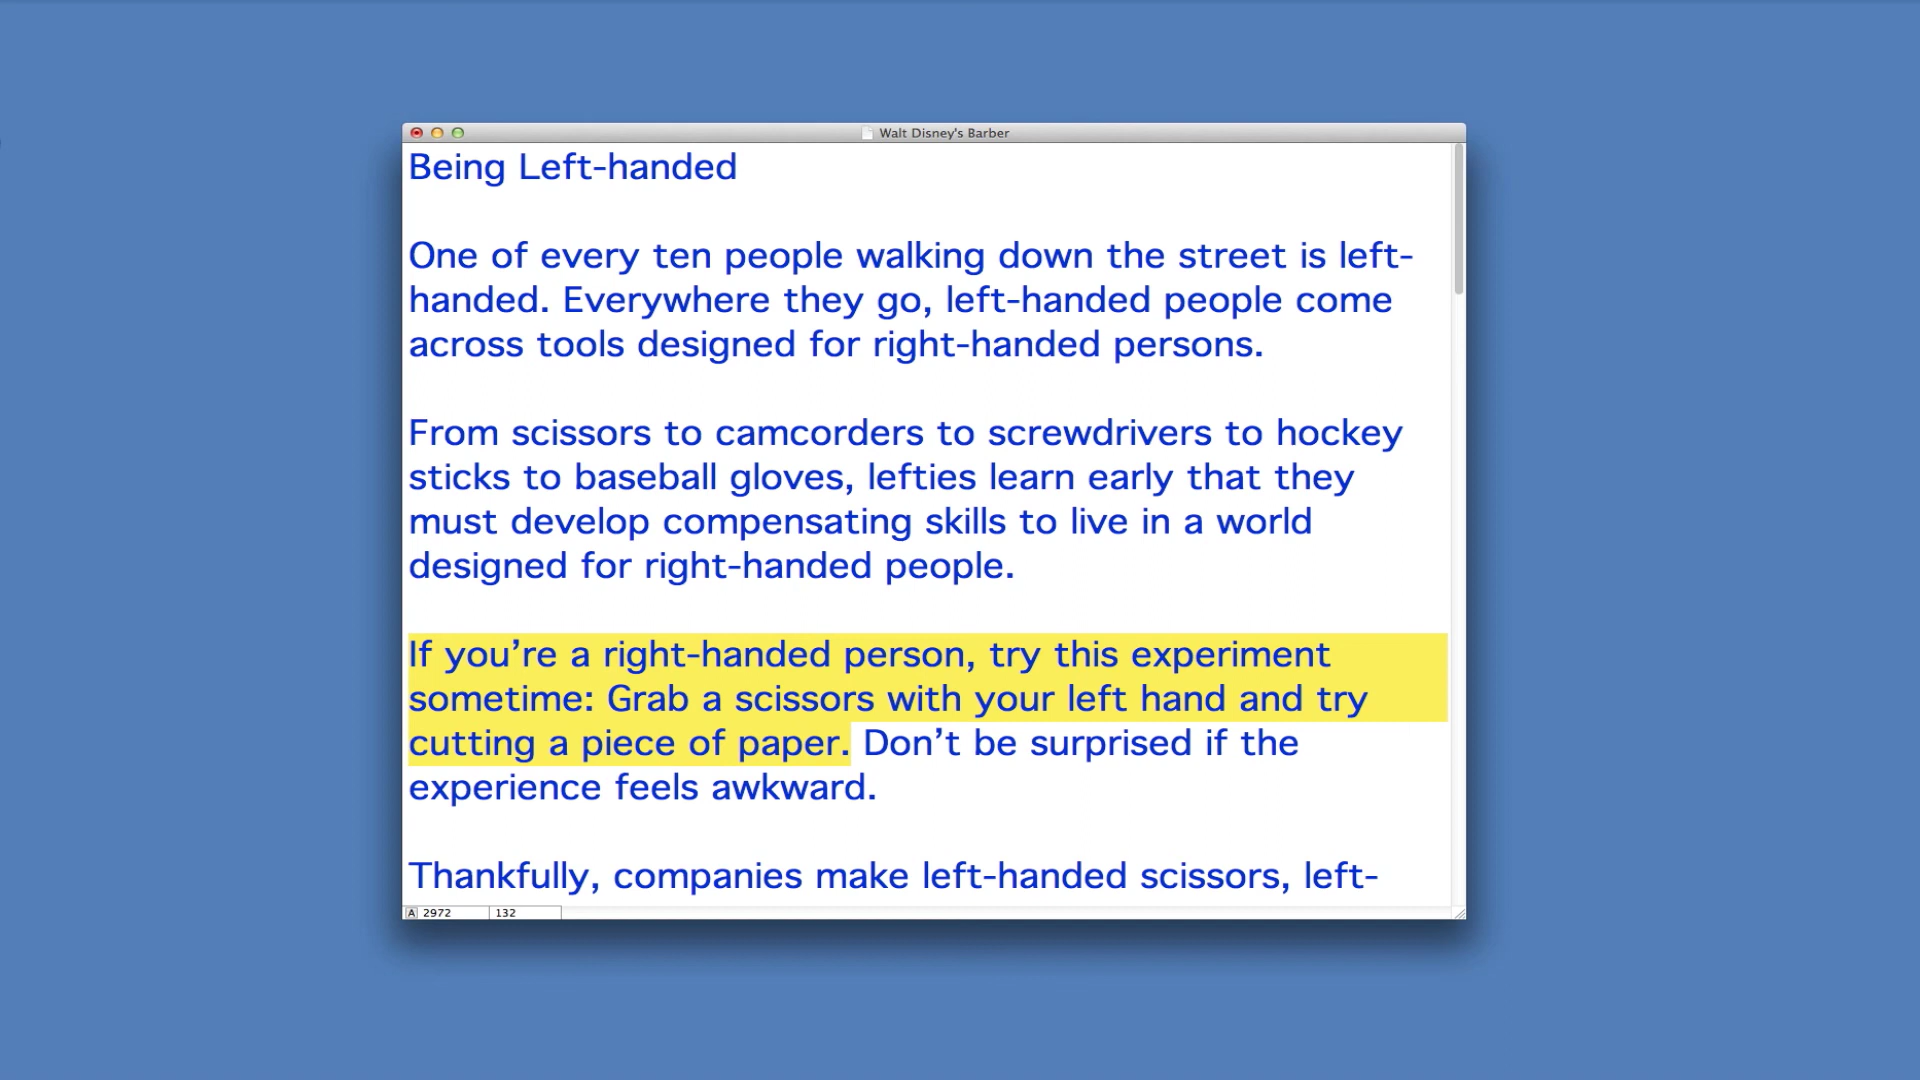 Walt Disney's Barber
Being Left-handed
One of every ten people walking down the street is left-
handed. Everywhere they go, left-handed people come
across tools designed for right-handed persons.
From scissors to camcorders to screwdrivers to hockey
sticks to baseball gloves, lefties learn early that they
must develop compensating skills to live in a world
designed for right-handed people.
If you’re a right-handed person, try this experiment
sometime: Grab a scissors with your left hand and try
cutting a piece of paper. Don’t be surprised if the
experience feels awkward.
Thankfully, companies make left-handed scissors, left-
A 2972 132